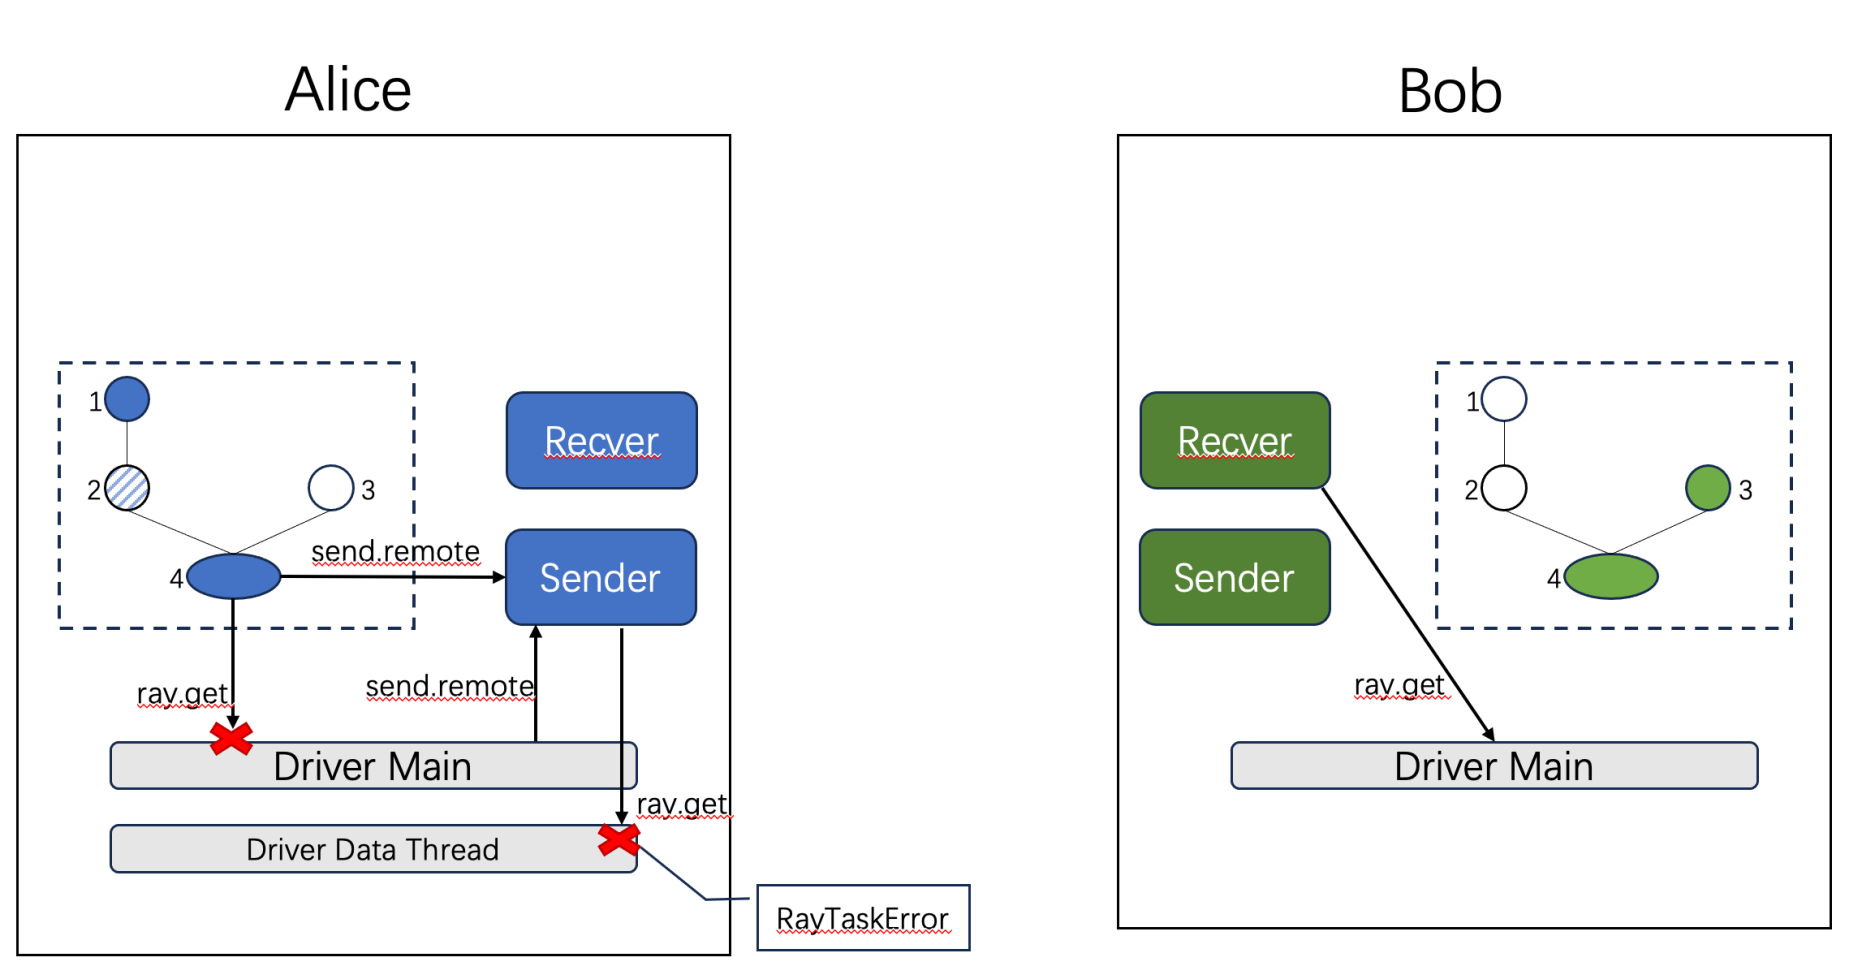 Alice
Bob
1
2
3
4
Recver
Sender
send.remote
ray.get
send.remote
Driver Main
ray.get
Driver Data Thread
RayTaskError
Recver
Sender
1
2
3
4
ray.get
Driver Main